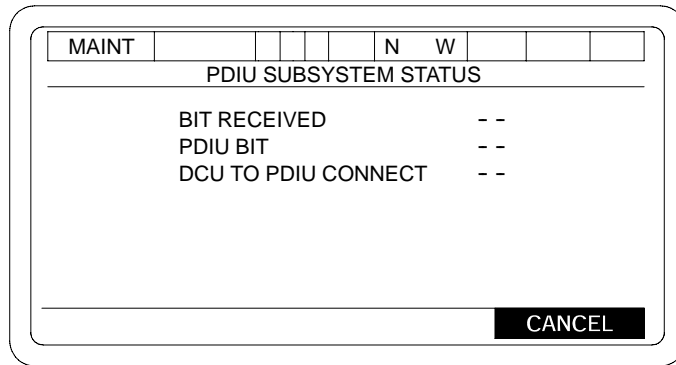 MAINT N W
PDIU SUBSYSTEM STATUS
BIT RECEIVED - -
PDIU BIT - -
DCU TO PDIU CONNECT - -
CANCEL